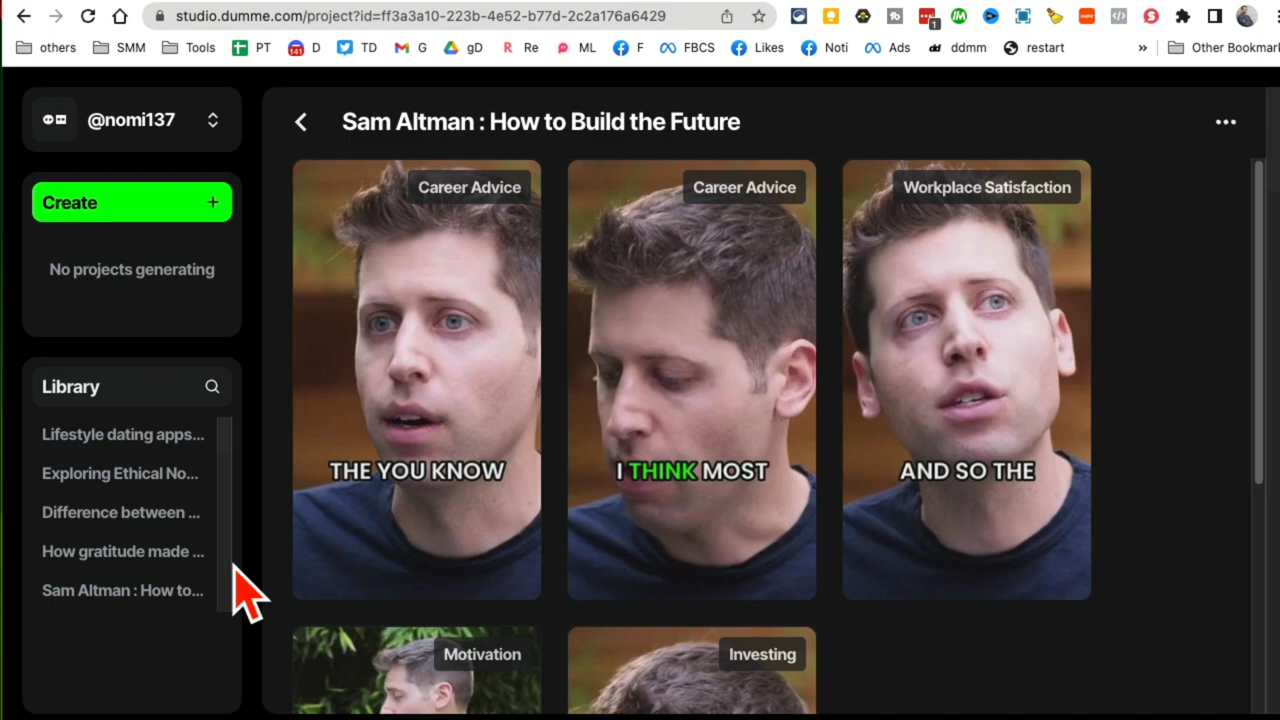 studio.dumme.com/project?id=ff3a3a10-223b-4e52-b77d-2c2a176a6429
1
others
SMM
Tools
PT
141
D
TD
G
gD
Re
ML
F
FBCS
Likes
Noti
Ads
dd
ddmm
restart
»
Other Bookmar
@nomi137
Create +
No projects generating
Library
Lifestyle dating apps...
Exploring Ethical No...
Difference between ...
How gratitude made ...
Sam Altman : How to...
Sam Altman : How to Build the Future
Career Advice
THE YOU KNOW
Career Advice
I THINK MOST
Workplace Satisfaction
AND SO THE
Motivation
Investing